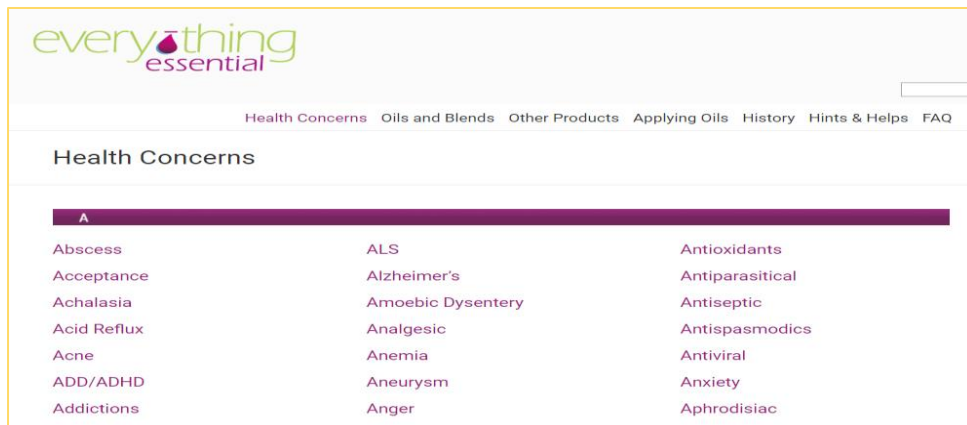 everything
essential
Health Concerns Oils and Blends Other Products Applying Oils History Hints & Helps FAQ
Health Concerns
A
Abscess ALS Antioxidants
Acceptance Alzheimer's Antiparasitical
Achalasia Amoebic Dysentery Antiseptic
Acid Reflux Analgesic Antispasmodics
Acne Anemia Antiviral
ADD/ADHD Aneurysm Anxiety
Addictions Anger Aphrodisiac